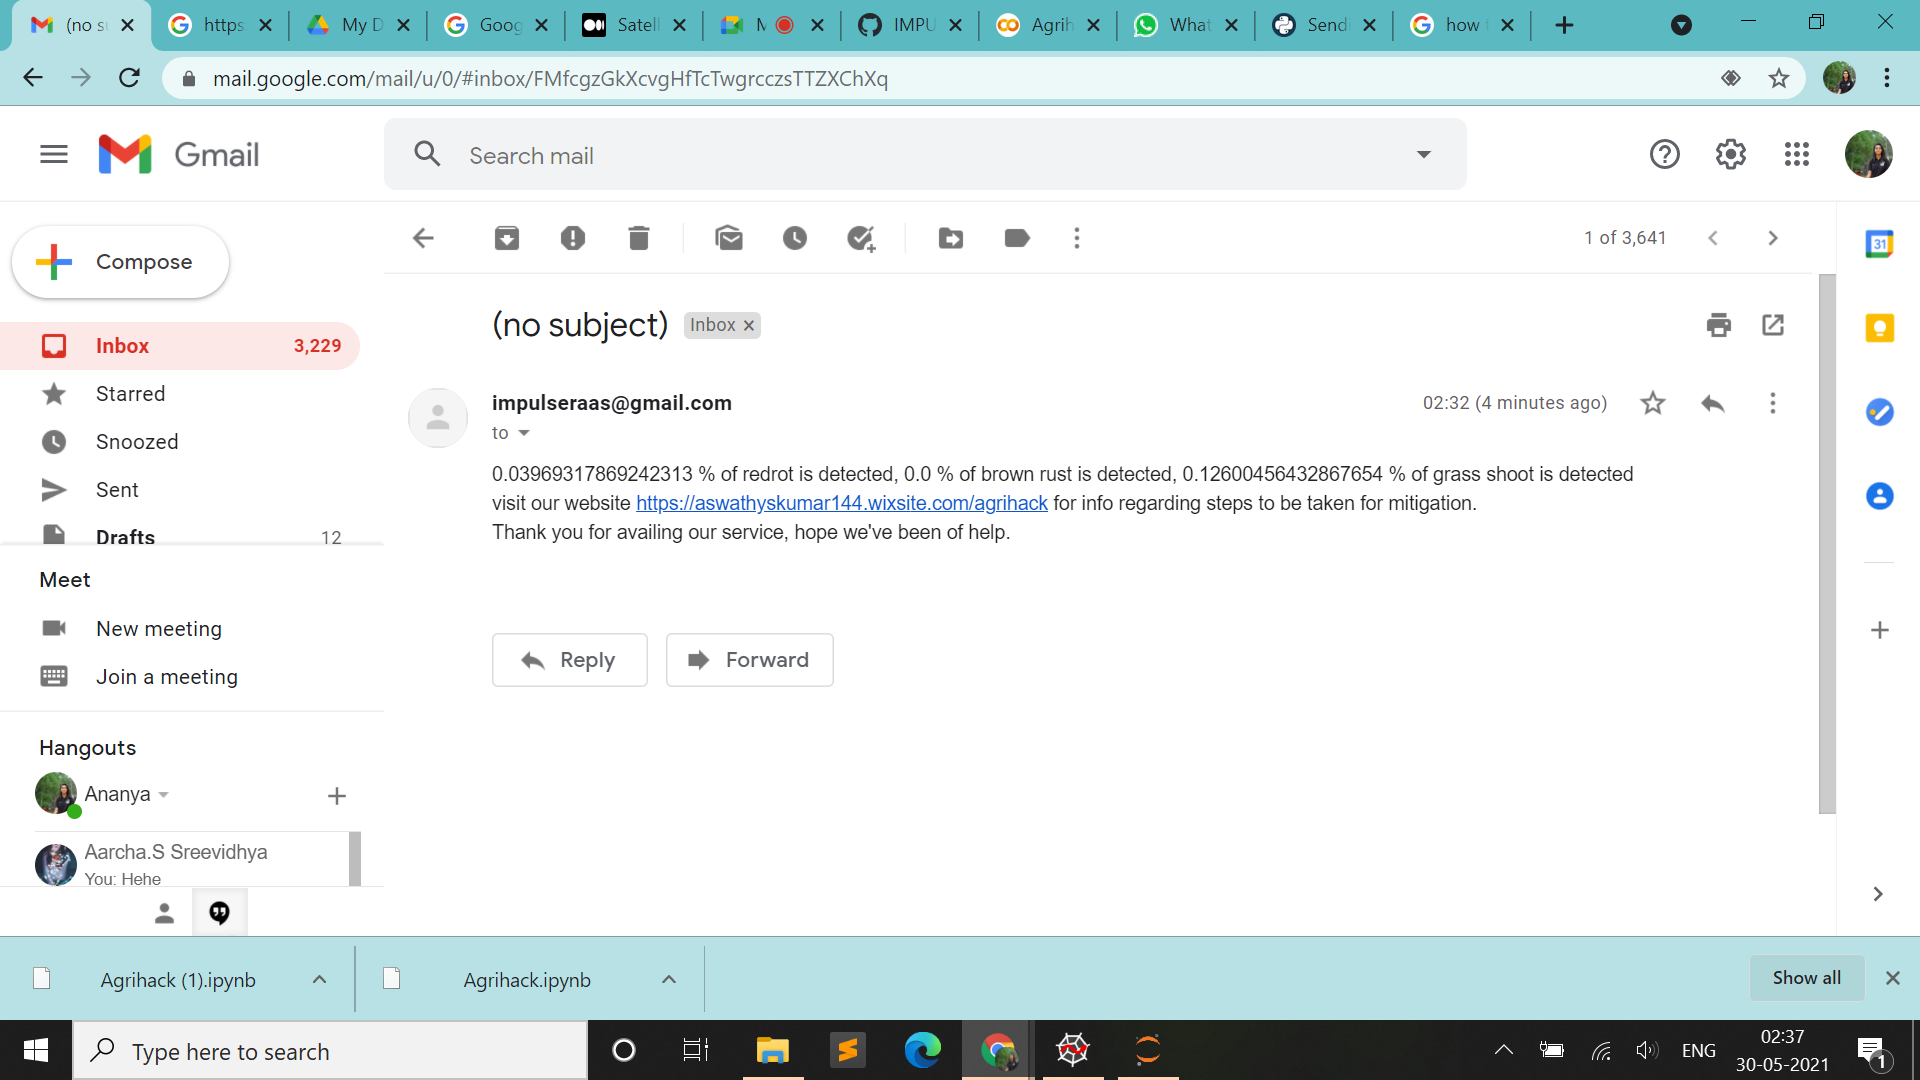 (no su
https
My D
Goog
Satell
M
IMPU
Agrih
What
Sendi
how t
mail.google.com/mail/u/0/#inbox/FMfcgzGkXcvgHfTcTwgrcczsTTZXChXq
Gmail
Search mail
Compose
1 of 3,641
31
(no subject)
Inbox
Inbox 3,229
Starred
Snoozed
Sent
Drafts 12
impulseraas@gmail.com
02:32 (4 minutes ago)
to
0.03969317869242313 % of redrot is detected, 0.0 % of brown rust is detected, 0.12600456432867654 % of grass shoot is detected
visit our website https://aswathyskumar144.wixsite.com/agrihack for info regarding steps to be taken for mitigation.
Thank you for availing our service, hope we've been of help.
Reply
Forward
Meet
New meeting
Join a meeting
Hangouts
Ananya
Aarcha.S Sreevidhya
You: Hehe
Agrihack (1).ipynb
Agrihack.ipynb
Show all
Type here to search
ENG
02:37
30-05-2021
1